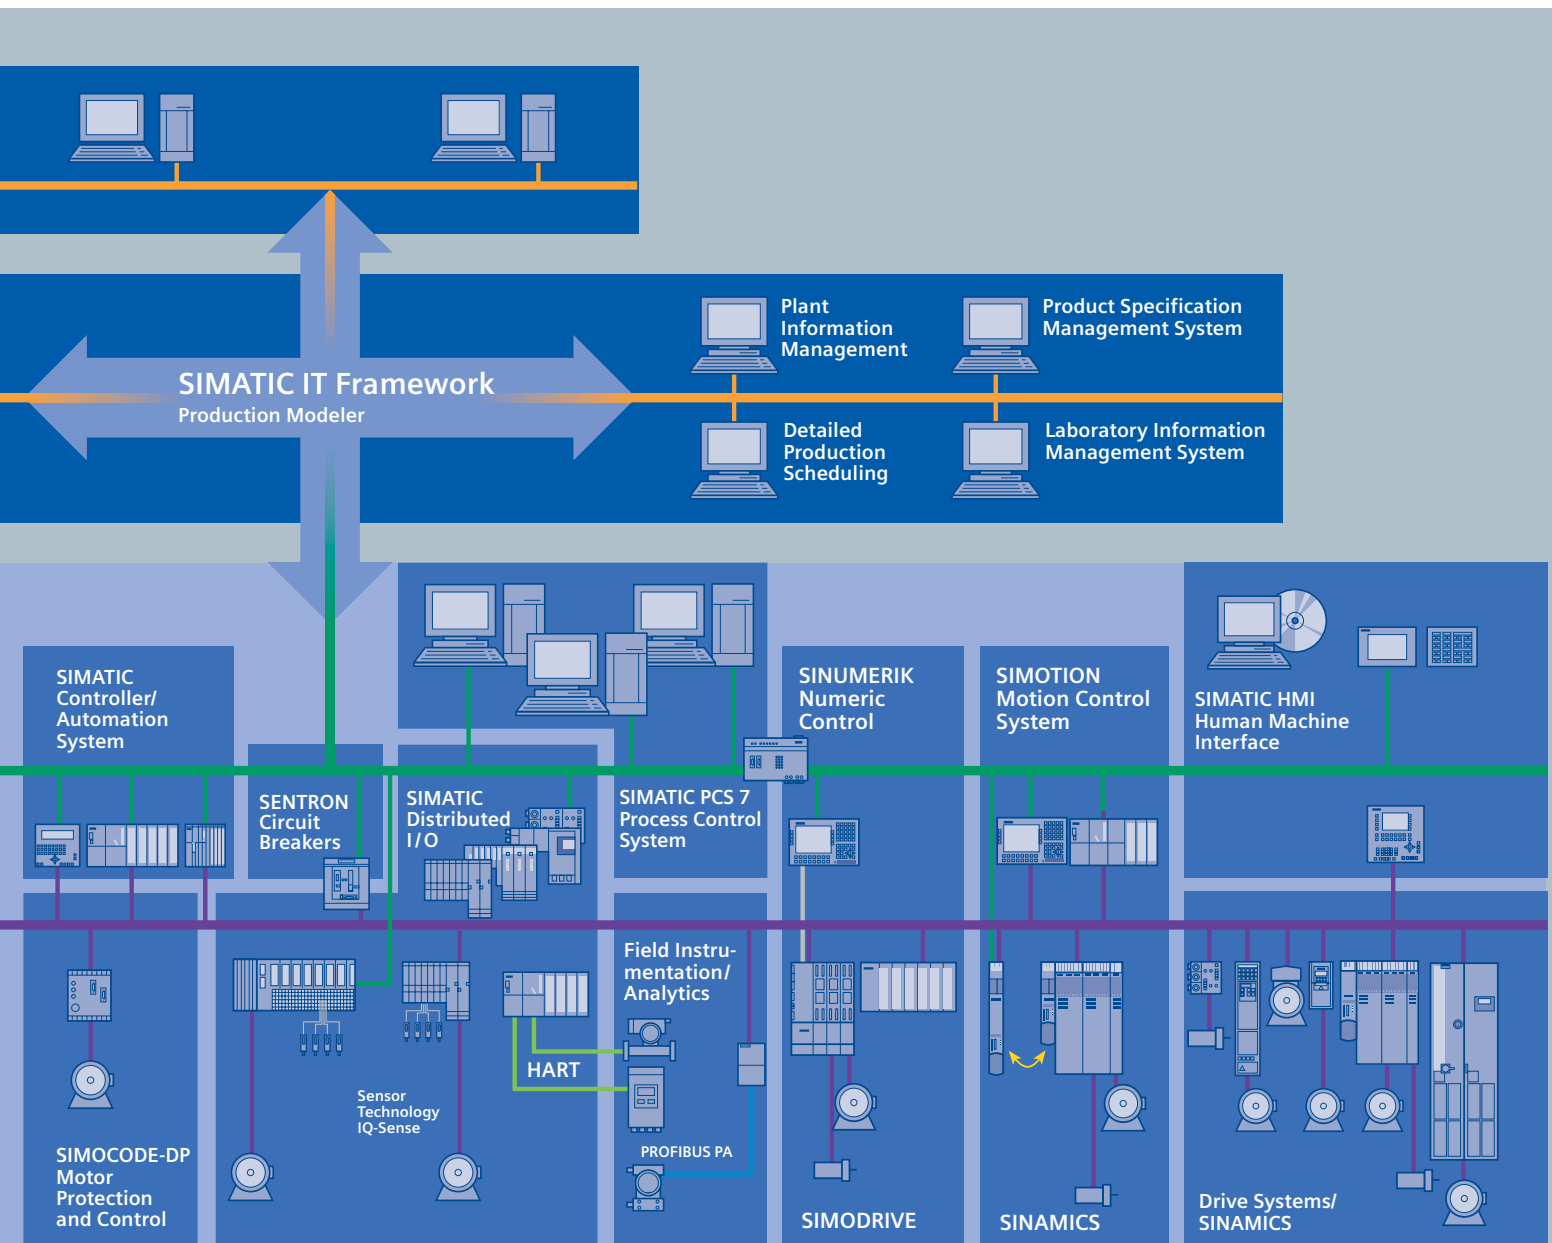 Plant
Information
Management
Product Specification
Management System
SIMATIC IT Framework
Production Modeler
Detailed
Production
Scheduling
Laboratory Information
Management System
SIMATIC
Controller/
Automation
System
SINUMERIK
Numeric
Control
SIMOTION
Motion Control
System
SIMATIC HMI
Human Machine
Interface
SENTRON
Circuit
Breakers
SIMATIC
Distributed
I/O
SIMATIC PCS 7
Process Control
System
Field Instru-
mentation/
Analytics
HART
Sensor
Technology
IQ-Sense
PROFIBUS PA
SIMOCODE-DP
Motor
Protection
and Control
SIMODRIVE
SINAMICS
Drive Systems/
SINAMICS